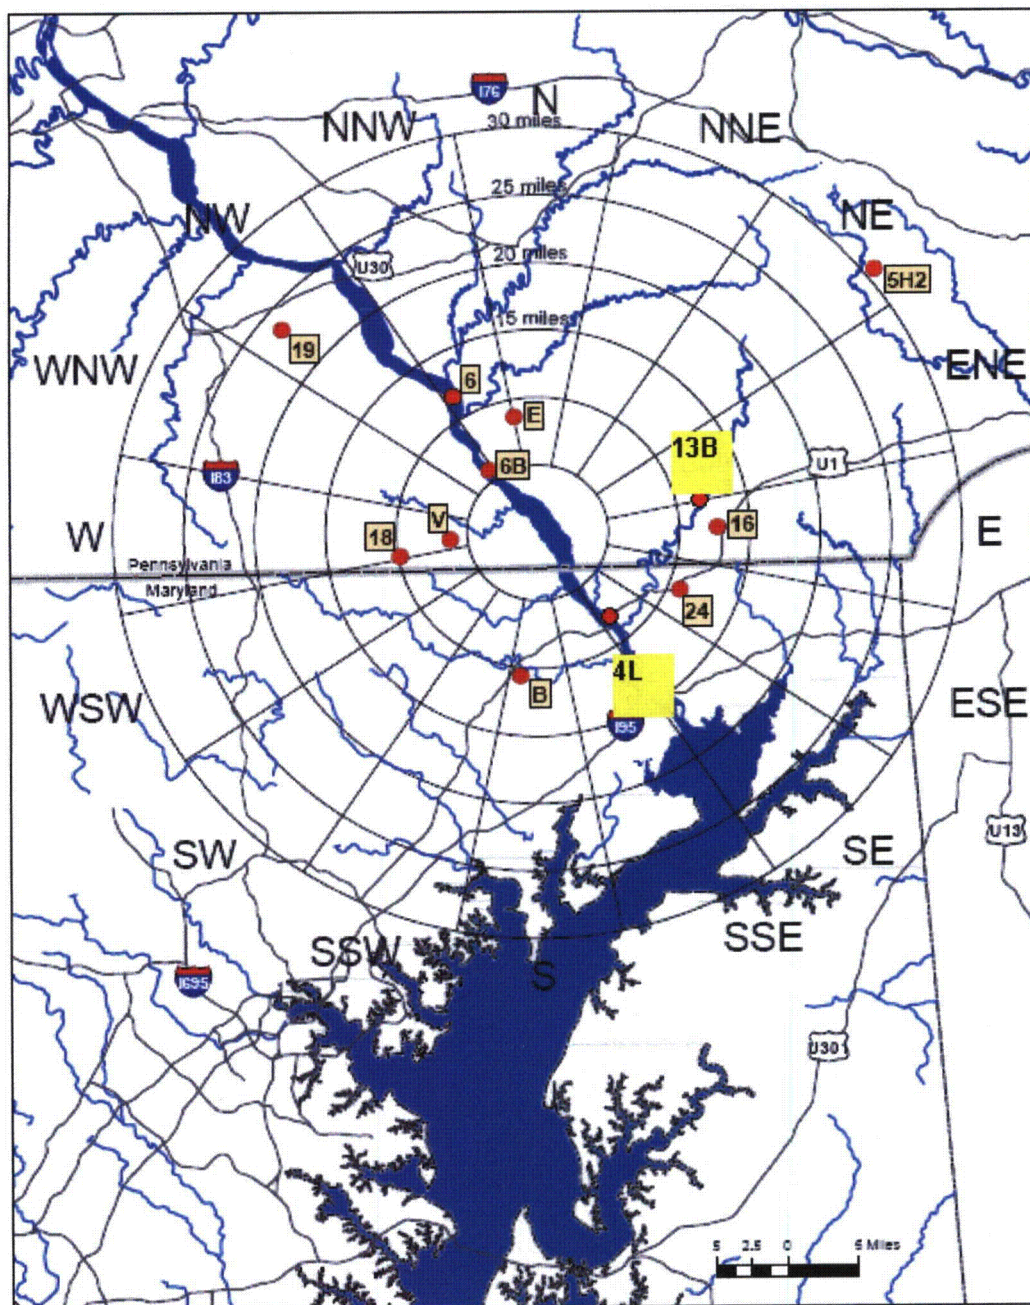 I76
N
NNW
30 miles
NNE
25 miles
NW
NE
20 miles
U30
5H2
15 miles
19
WNW
6
ENE
E
13B
U1
6B
I83
16
V
18
W
E
Pennsylvania
Maryland
24
4L
B
WSW
ESE
I95
U13
SW
SE
SSW
SSE
S
I695
U301
5 2.5 0 5 Miles